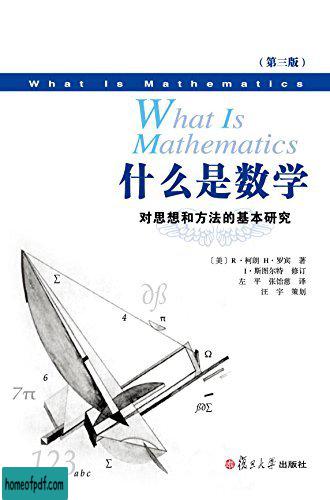 （第三版）
What Is Mathematics
What Is
Mathematics
什么是数学
对思想和方法的基本研究
〔美〕R·柯朗 H·罗宾 著
I·斯图尔特 修订
左 平 张饴慈 译
汪 宇 策划
∂β
6
7π
β∂δ
123
abc
復旦大學出版社
homeofpdf.com